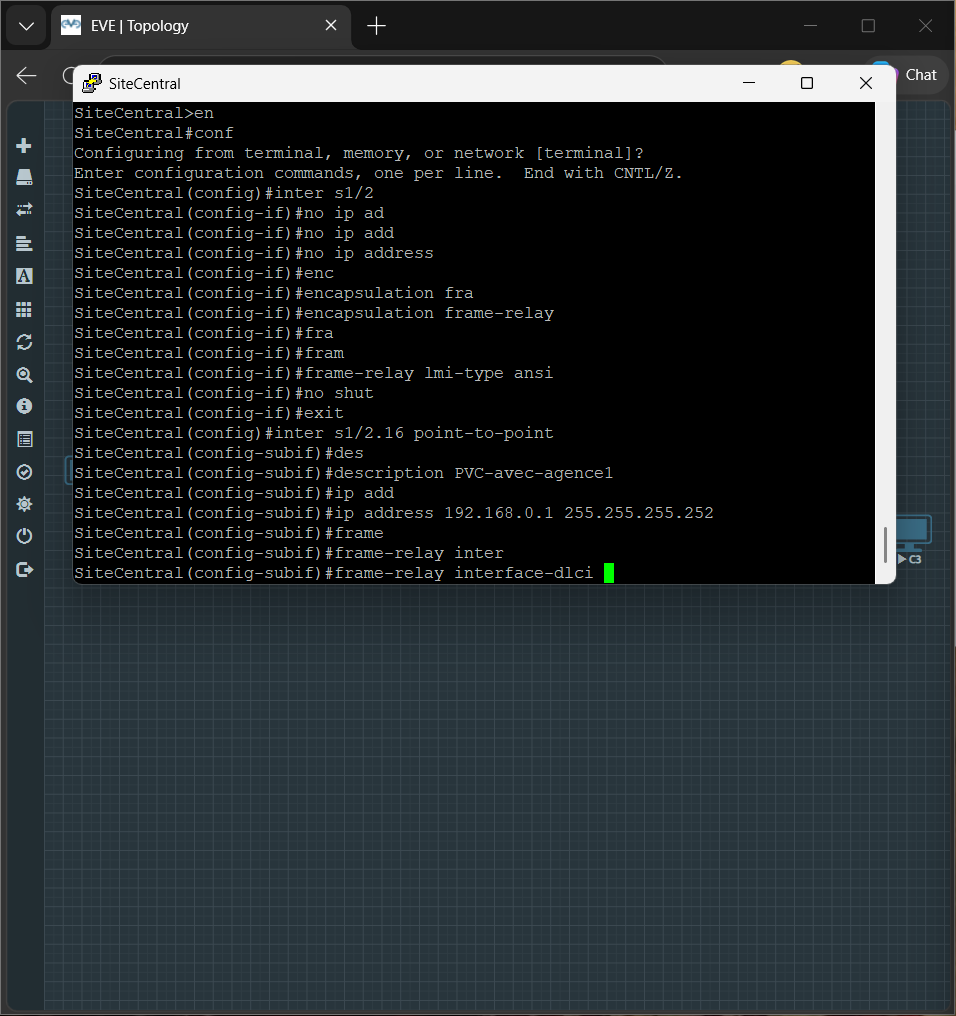 EVE | Topology
Chat
SiteCentral
SiteCentral>en
SiteCentral#conf
Configuring from terminal, memory, or network [terminal]?
Enter configuration commands, one per line.  End with CNTL/Z.
SiteCentral(config)#inter s1/2
SiteCentral(config-if)#no ip ad
SiteCentral(config-if)#no ip add
SiteCentral(config-if)#no ip address
SiteCentral(config-if)#enc
SiteCentral(config-if)#encapsulation fra
SiteCentral(config-if)#encapsulation frame-relay
SiteCentral(config-if)#fra
SiteCentral(config-if)#fram
SiteCentral(config-if)#frame-relay lmi-type ansi
SiteCentral(config-if)#no shut
SiteCentral(config-if)#exit
SiteCentral(config)#inter s1/2.16 point-to-point
SiteCentral(config-subif)#des
SiteCentral(config-subif)#description PVC-avec-agence1
SiteCentral(config-subif)#ip add
SiteCentral(config-subif)#ip address 192.168.0.1 255.255.255.252
SiteCentral(config-subif)#frame
SiteCentral(config-subif)#frame-relay inter
SiteCentral(config-subif)#frame-relay interface-dlci
C3